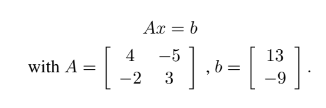 Ax = b
with A = [ 4 −5
−2 3 ] , b = [ 13
−9 ] .